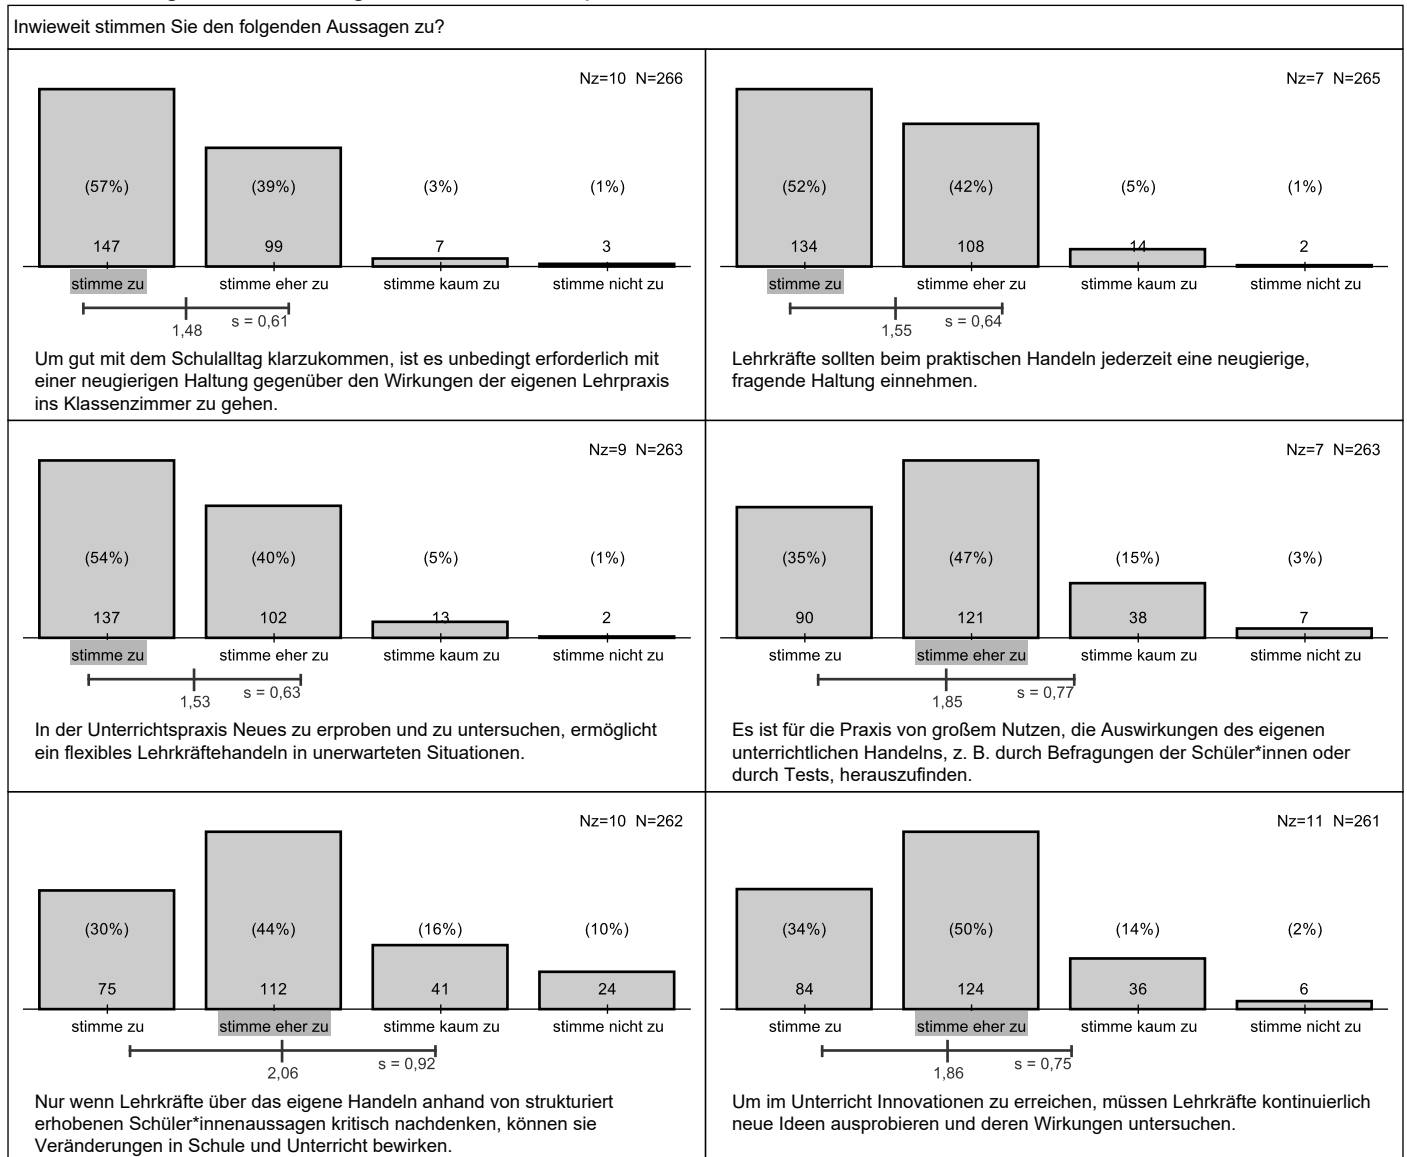 Inwieweit stimmen Sie den folgenden Aussagen zu?
Nz=10 N=266
(57%) (39%) (3%) (1%)
147 99 7 3
stimme zu stimme eher zu stimme kaum zu stimme nicht zu
s = 0,61
1,48
Um gut mit dem Schulalltag klarzukommen, ist es unbedingt erforderlich mit
einer neugierigen Haltung gegenüber den Wirkungen der eigenen Lehrpraxis
ins Klassenzimmer zu gehen.
Nz=7 N=265
(52%) (42%) (5%) (1%)
134 108 14 2
stimme zu stimme eher zu stimme kaum zu stimme nicht zu
s = 0,64
1,55
Lehrkräfte sollten beim praktischen Handeln jederzeit eine neugierige,
fragende Haltung einnehmen.
Nz=9 N=263
(54%) (40%) (5%) (1%)
137 102 13 2
stimme zu stimme eher zu stimme kaum zu stimme nicht zu
s = 0,63
1,53
In der Unterrichtspraxis Neues zu erproben und zu untersuchen, ermöglicht
ein flexibles Lehrkräftehandeln in unerwarteten Situationen.
Nz=7 N=263
(35%) (47%) (15%) (3%)
90 121 38 7
stimme zu stimme eher zu stimme kaum zu stimme nicht zu
s = 0,77
1,85
Es ist für die Praxis von großem Nutzen, die Auswirkungen des eigenen
unterrichtlichen Handelns, z. B. durch Befragungen der Schüler*innen oder
durch Tests, herauszufinden.
Nz=10 N=262
(30%) (44%) (16%) (10%)
75 112 41 24
stimme zu stimme eher zu stimme kaum zu stimme nicht zu
s = 0,92
2,06
Nur wenn Lehrkräfte über das eigene Handeln anhand von strukturiert
erhobenen Schüler*innenaussagen kritisch nachdenken, können sie
Veränderungen in Schule und Unterricht bewirken.
Nz=11 N=261
(34%) (50%) (14%) (2%)
84 124 36 6
stimme zu stimme eher zu stimme kaum zu stimme nicht zu
s = 0,75
1,86
Um im Unterricht Innovationen zu erreichen, müssen Lehrkräfte kontinuierlich
neue Ideen ausprobieren und deren Wirkungen untersuchen.